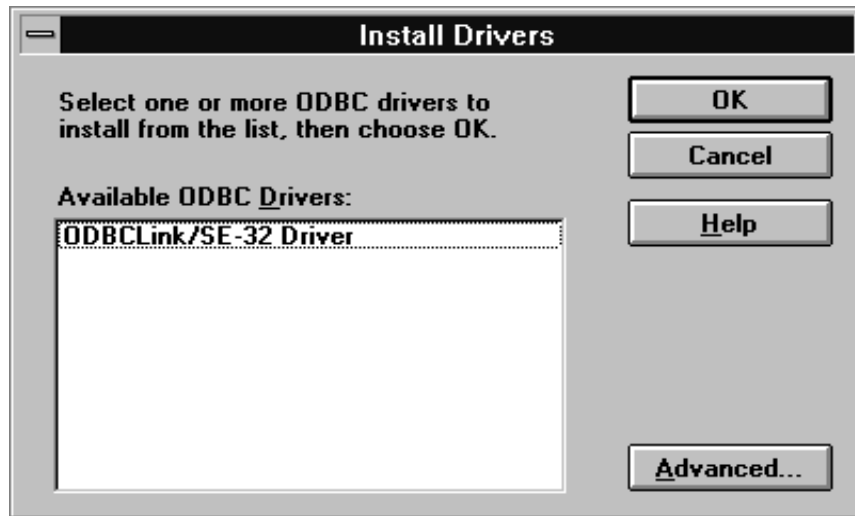 Install Drivers
Select one or more ODBC drivers to
install from the list, then choose OK.
Available ODBC Drivers:
ODBCLink/SE-32 Driver
OK
Cancel
Help
Advanced...